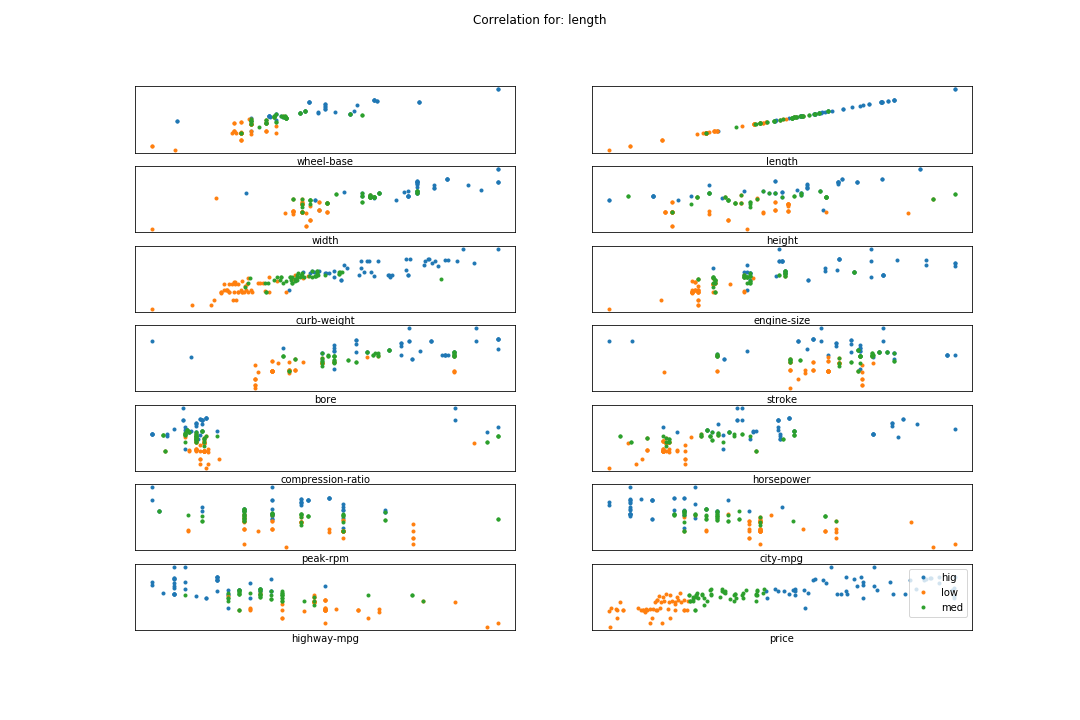 Correlation for: length
wheel-base
length
width
height
curb-weight
engine-size
bore
stroke
compression-ratio
horsepower
peak-rpm
city-mpg
hig
low
med
highway-mpg
price